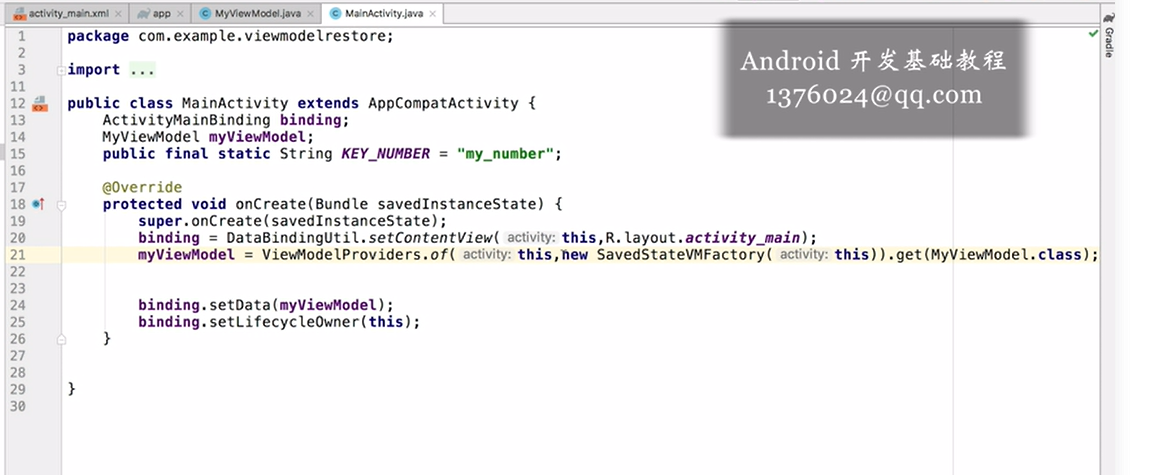 activity_main.xml
app
MyViewModel.java
MainActivity.java
Gradle
Android 开发基础教程
1376024@qq.com
1 package com.example.viewmodelrestore;
2
3 import ...
11
12 public class MainActivity extends AppCompatActivity {
13 ActivityMainBinding binding;
14 MyViewModel myViewModel;
15 public final static String KEY_NUMBER = "my_number";
16
17 @Override
18 protected void onCreate(Bundle savedInstanceState) {
19 super.onCreate(savedInstanceState);
20 binding = DataBindingUtil.setContentView( activity: this,R.layout.activity_main);
21 myViewModel = ViewModelProviders.of( activity: this,new SavedStateVMFactory( activity: this)).get(MyViewModel.class);
22
23
24 binding.setData(myViewModel);
25 binding.setLifecycleOwner(this);
26 }
27
28
29 }
30